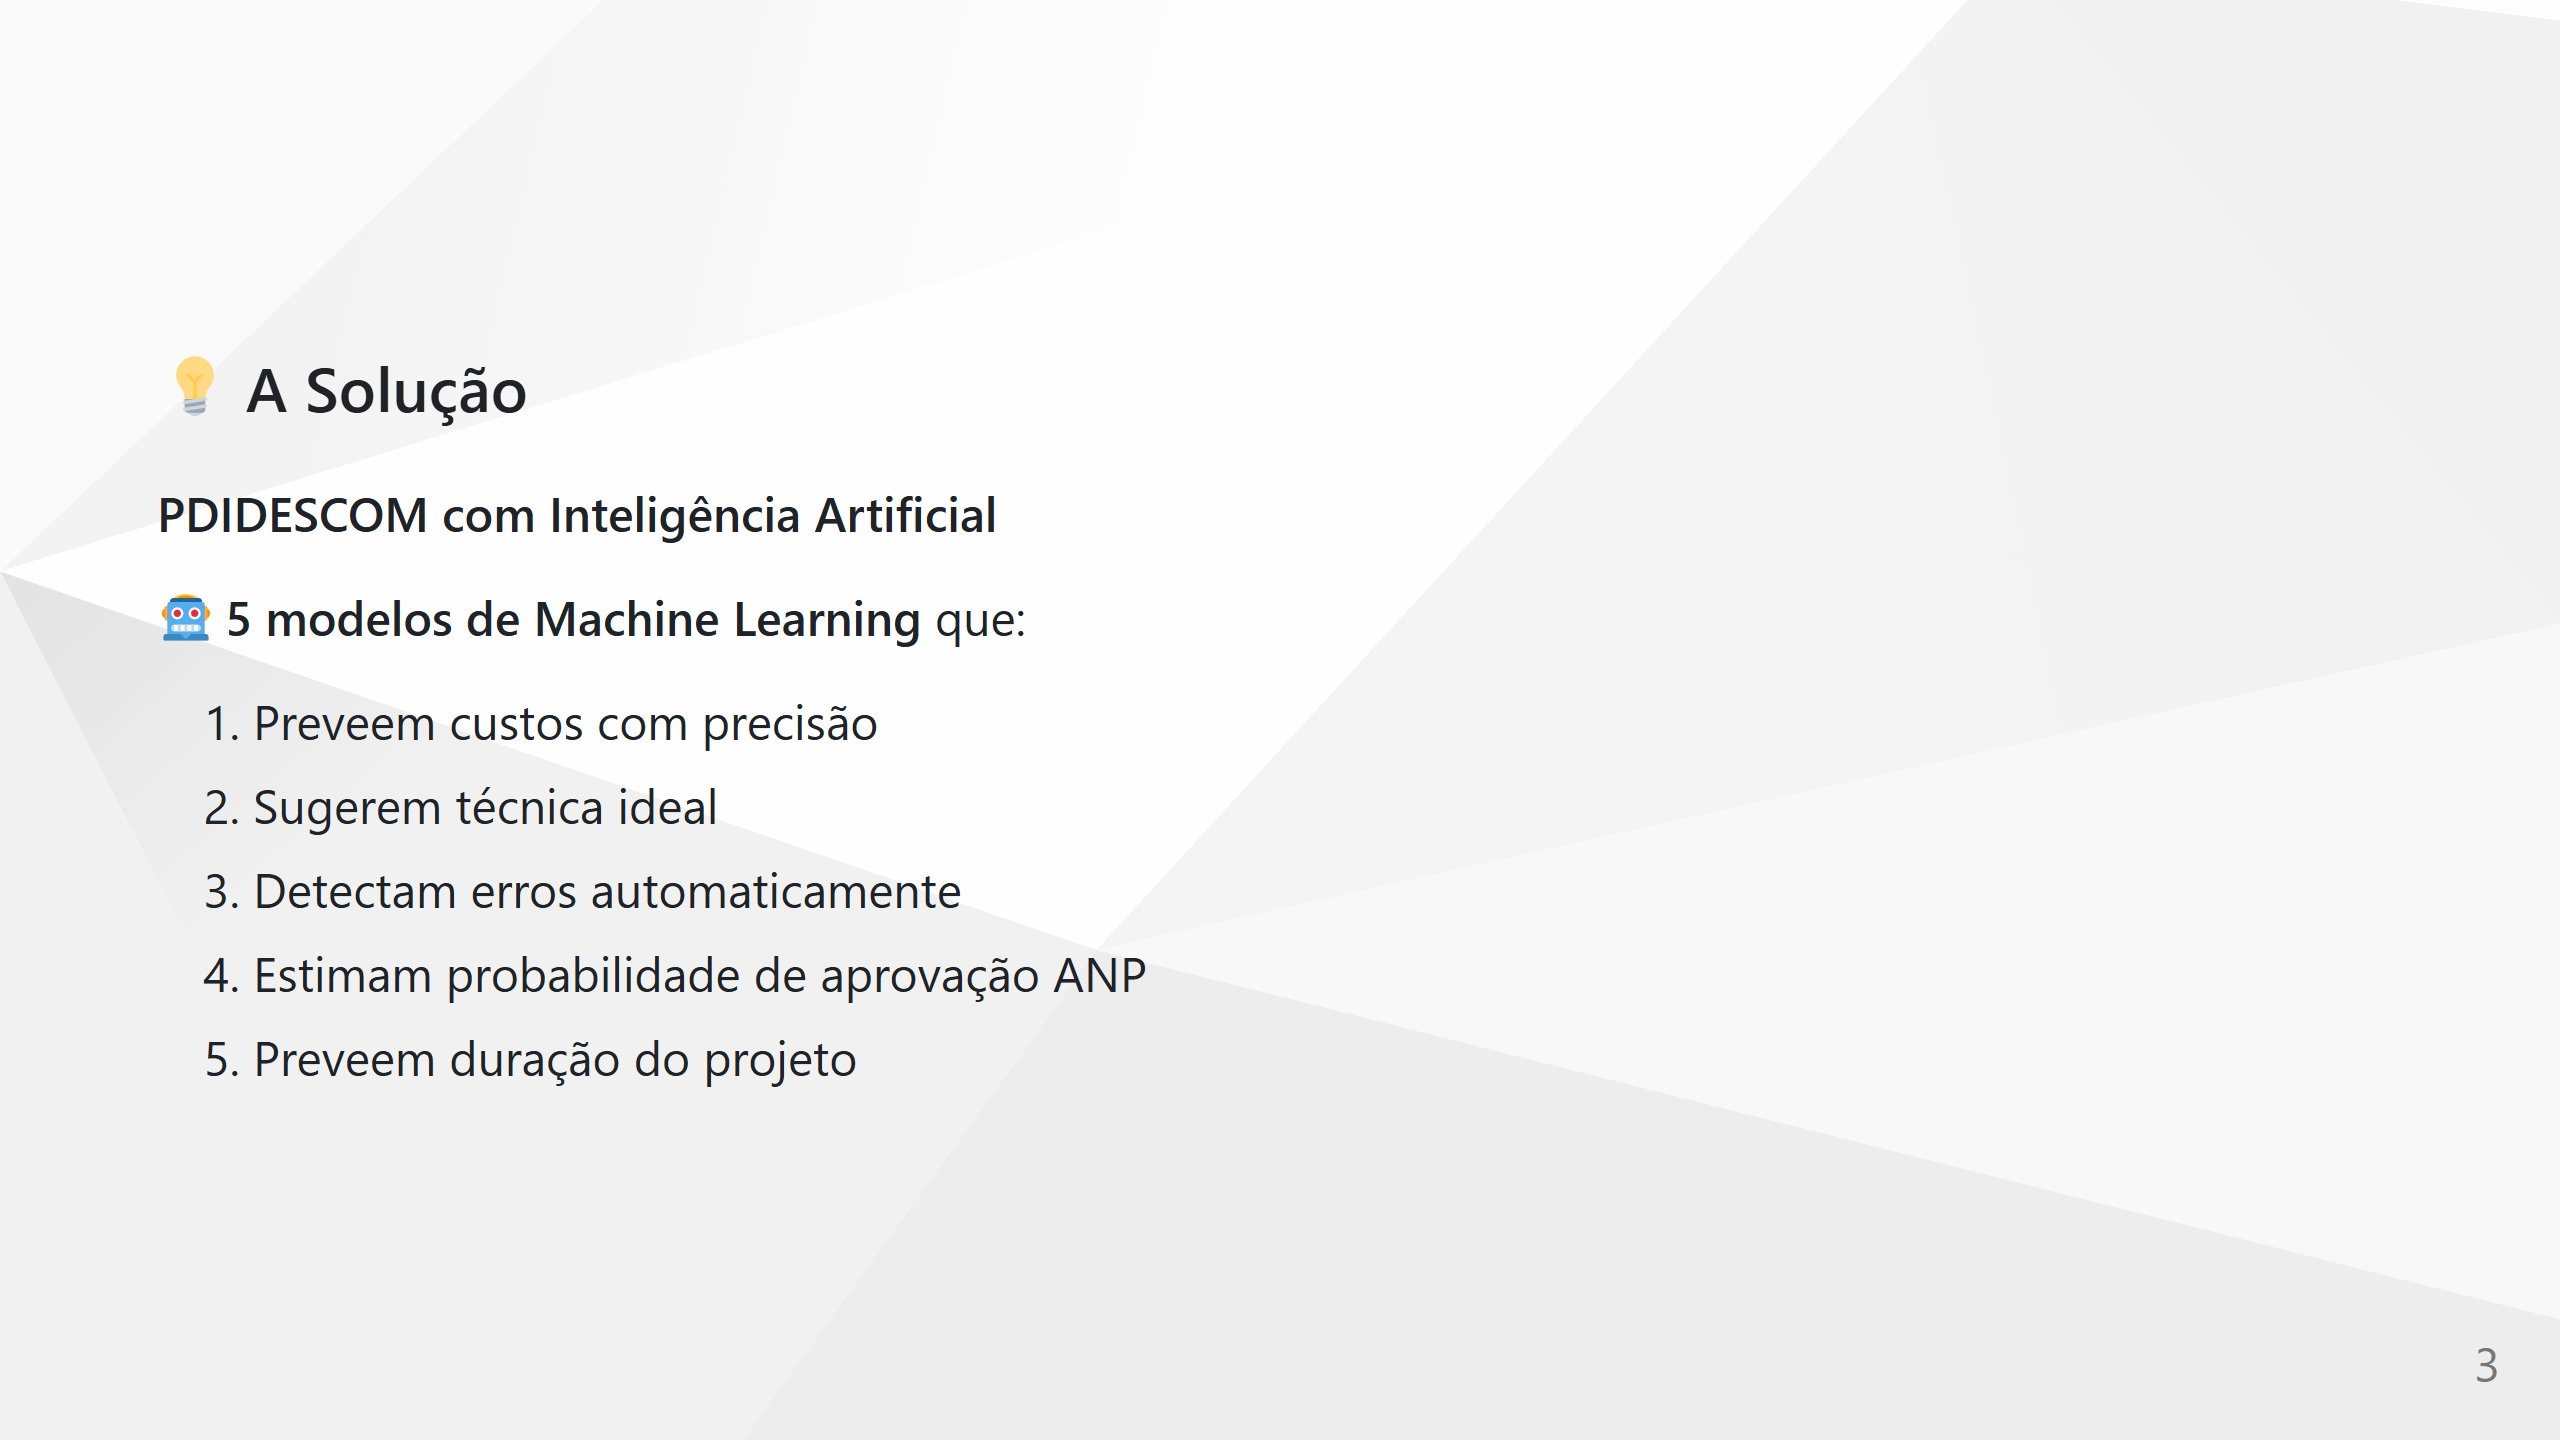 💡 A Solução
PDIDESCOM com Inteligência Artificial
🤖 5 modelos de Machine Learning que:
1. Preveem custos com precisão
2. Sugerem técnica ideal
3. Detectam erros automaticamente
4. Estimam probabilidade de aprovação ANP
5. Preveem duração do projeto
3